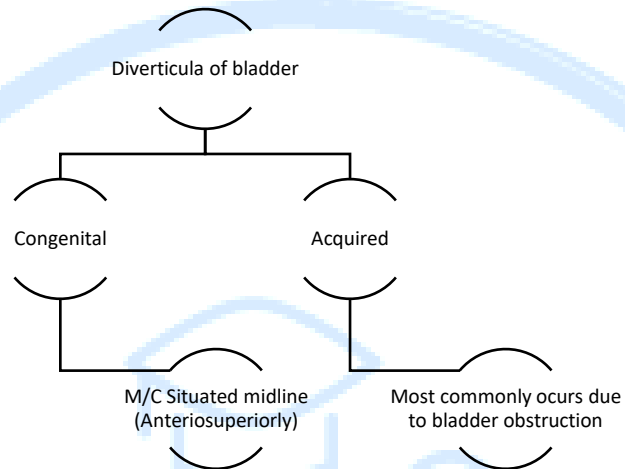 Diverticula of bladder
Congenital
Acquired
M/C Situated midline
(Anteriosuperiorly)
Most commonly ocurs due
to bladder obstruction